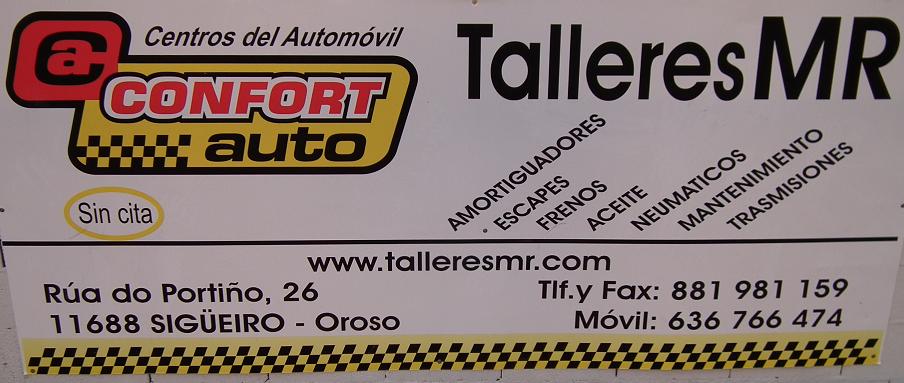 a
Centros del Automóvil
CONFORT
auto
TalleresMR
AMORTIGUADORES
ESCAPES
FRENOS
ACEITE
NEUMATICOS
MANTENIMIENTO
TRASMISIONES
Sin cita
www.talleresmr.com
Rúa do Portiño, 26
11688 SIGÜEIRO - Oroso
Tlf.y Fax: 881 981 159
Móvil: 636 766 474